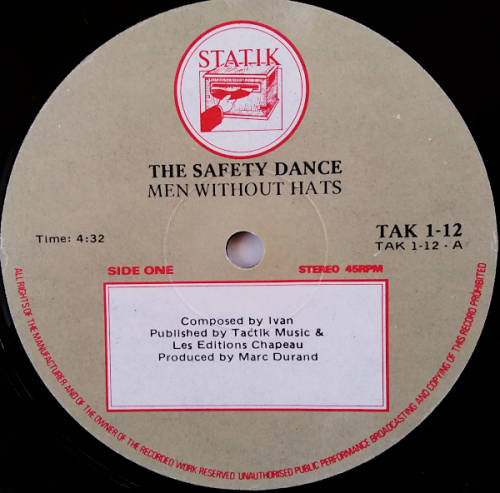 STATIK
THE SAFETY DANCE
MEN WITHOUT HATS
Time: 4:32
TAK 1-12
TAK 1-12 - A
SIDE ONE
STEREO 45RPM
Composed by Ivan
Published by Tactik Music &
Les Editions Chapeau
Produced by Marc Durand
ALL RIGHTS OF THE MANUFACTURER AND OF THE OWNER OF THE RECORDED WORK RESERVED UNAUTHORISED PUBLIC PERFORMANCE BROADCASTING AND COPYING OF THIS RECORD PROHIBITED